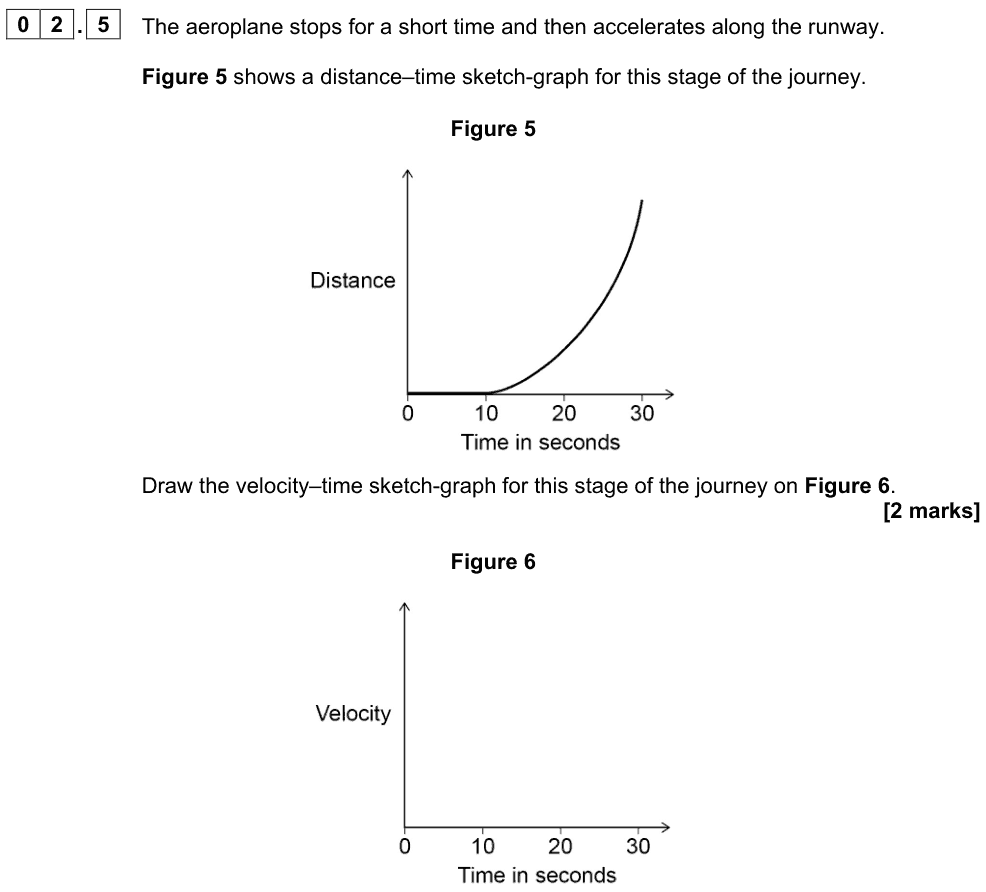 0 2 . 5 The aeroplane stops for a short time and then accelerates along the runway.
Figure 5 shows a distance–time sketch-graph for this stage of the journey.
Figure 5
Distance
0 10 20 30
Time in seconds
Draw the velocity–time sketch-graph for this stage of the journey on Figure 6.
[2 marks]
Figure 6
Velocity
0 10 20 30
Time in seconds